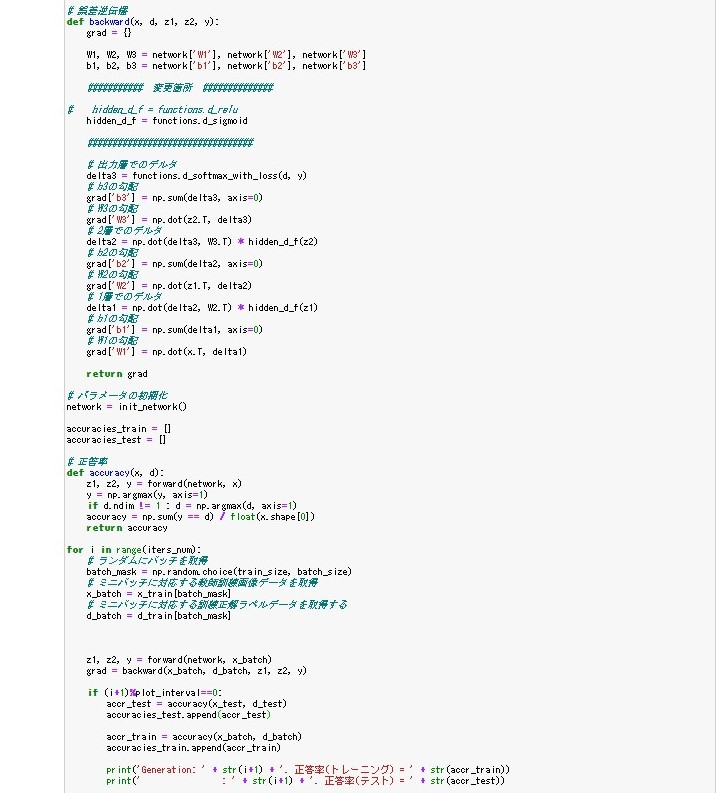 # 誤差逆伝播
def backward(x, d, z1, z2, y):
    grad = {}

    W1, W2, W3 = network['W1'], network['W2'], network['W3']
    b1, b2, b3 = network['b1'], network['b2'], network['b3']

    ########### 変更箇所 ##############

#   hidden_d_f = functions.d_relu
    hidden_d_f = functions.d_sigmoid

    #################################

    # 出力層でのデルタ
    delta3 = functions.d_softmax_with_loss(d, y)
    # b3の勾配
    grad['b3'] = np.sum(delta3, axis=0)
    # W3の勾配
    grad['W3'] = np.dot(z2.T, delta3)
    # 2層でのデルタ
    delta2 = np.dot(delta3, W3.T) * hidden_d_f(z2)
    # b2の勾配
    grad['b2'] = np.sum(delta2, axis=0)
    # W2の勾配
    grad['W2'] = np.dot(z1.T, delta2)
    # 1層でのデルタ
    delta1 = np.dot(delta2, W2.T) * hidden_d_f(z1)
    # b1の勾配
    grad['b1'] = np.sum(delta1, axis=0)
    # W1の勾配
    grad['W1'] = np.dot(x.T, delta1)

    return grad

# パラメータの初期化
network = init_network()

accuracies_train = []
accuracies_test = []

# 正答率
def accuracy(x, d):
    z1, z2, y = forward(network, x)
    y = np.argmax(y, axis=1)
    if d.ndim != 1 : d = np.argmax(d, axis=1)
    accuracy = np.sum(y == d) / float(x.shape[0])
    return accuracy

for i in range(iters_num):
    # ランダムにバッチを取得
    batch_mask = np.random.choice(train_size, batch_size)
    # ミニバッチに対応する教師訓練画像データを取得
    x_batch = x_train[batch_mask]
    # ミニバッチに対応する訓練正解ラベルデータを取得する
    d_batch = d_train[batch_mask]

    z1, z2, y = forward(network, x_batch)
    grad = backward(x_batch, d_batch, z1, z2, y)

    if (i+1)%plot_interval==0:
        accr_test = accuracy(x_test, d_test)
        accuracies_test.append(accr_test)

        accr_train = accuracy(x_batch, d_batch)
        accuracies_train.append(accr_train)

        print('Generation: ' + str(i+1) + '. 正答率(トレーニング) = ' + str(accr_train))
        print('                : ' + str(i+1) + '. 正答率(テスト) = ' + str(accr_test))